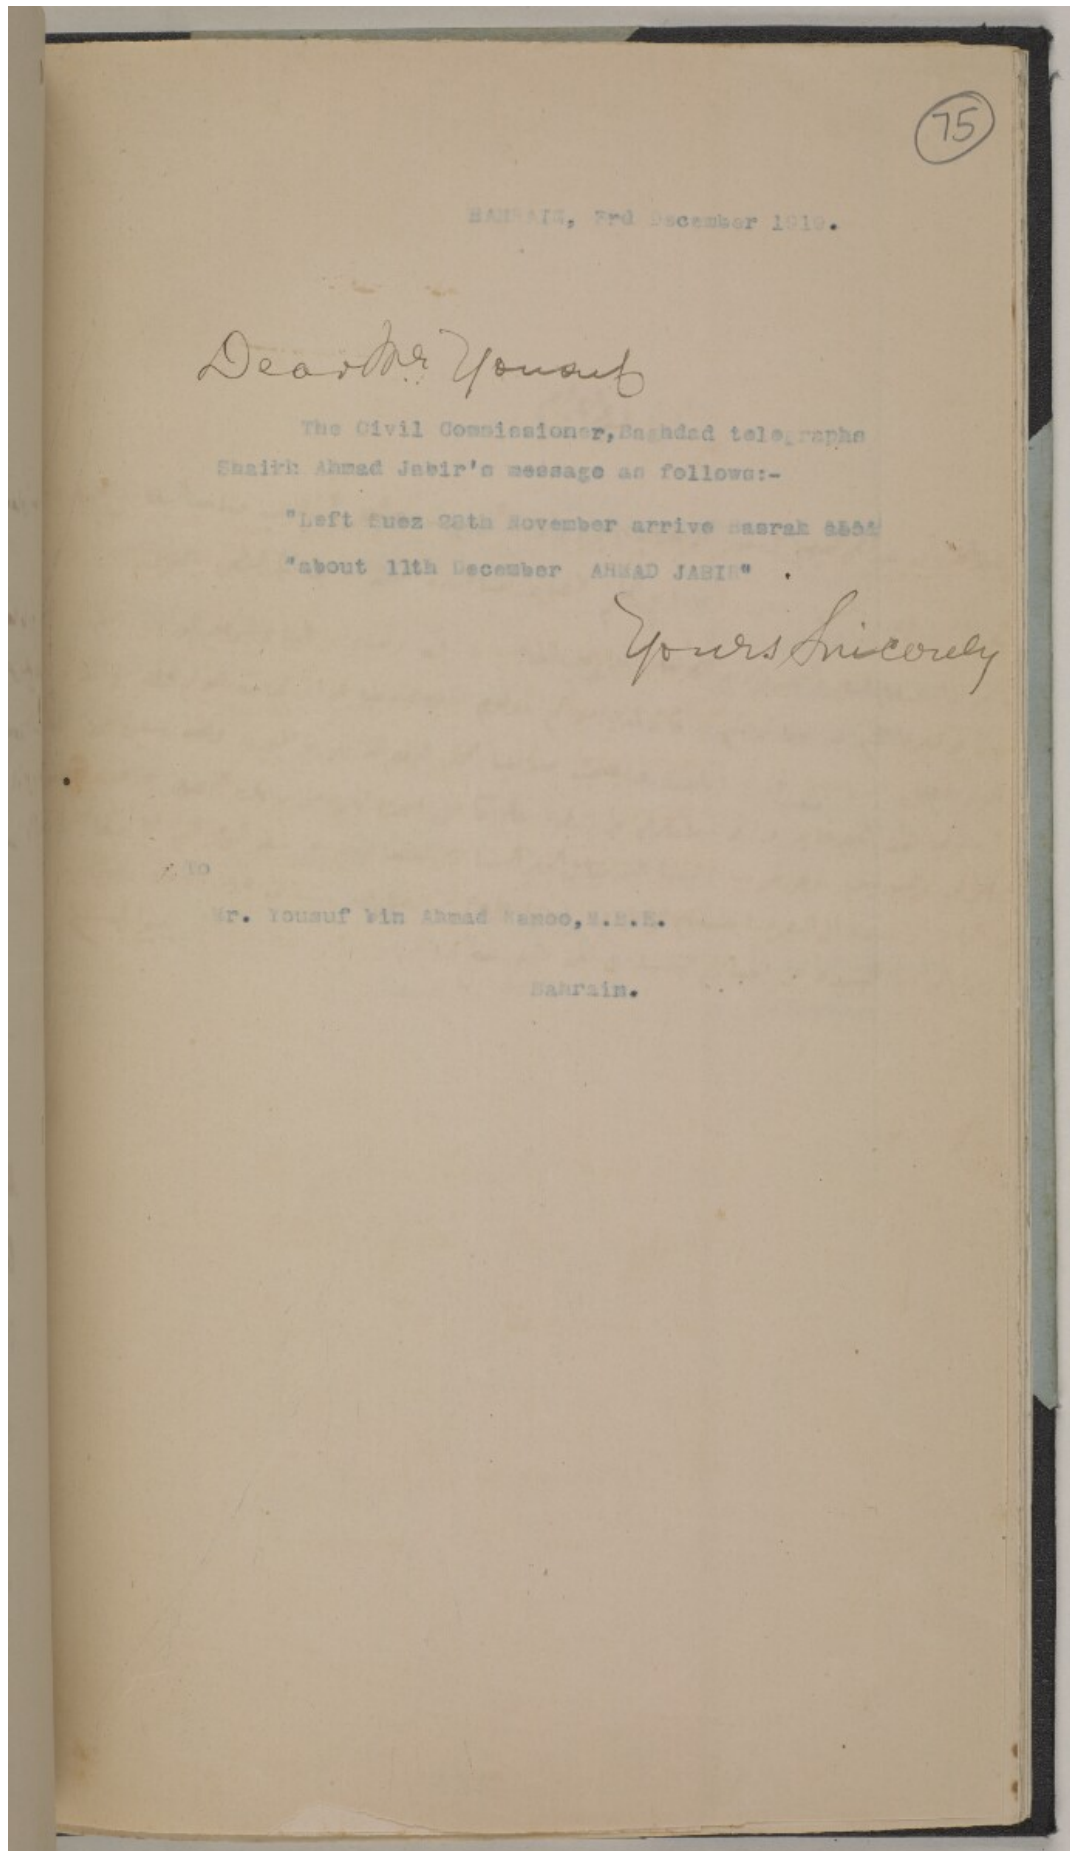 75
BAHRAIN, 3rd December 1919.
Dear Mr Yousuf
The Civil Commissioner, Baghdad telegraphs
Shaikh Ahmad Jabir's message as follows:-
"Left Suez 28th November arrive Basrah
"about 11th December AHMAD JABIR" .
Yours Sincerely
To
Mr. Yousuf bin Ahmad Kanoo, M.B.E.
Bahrain.